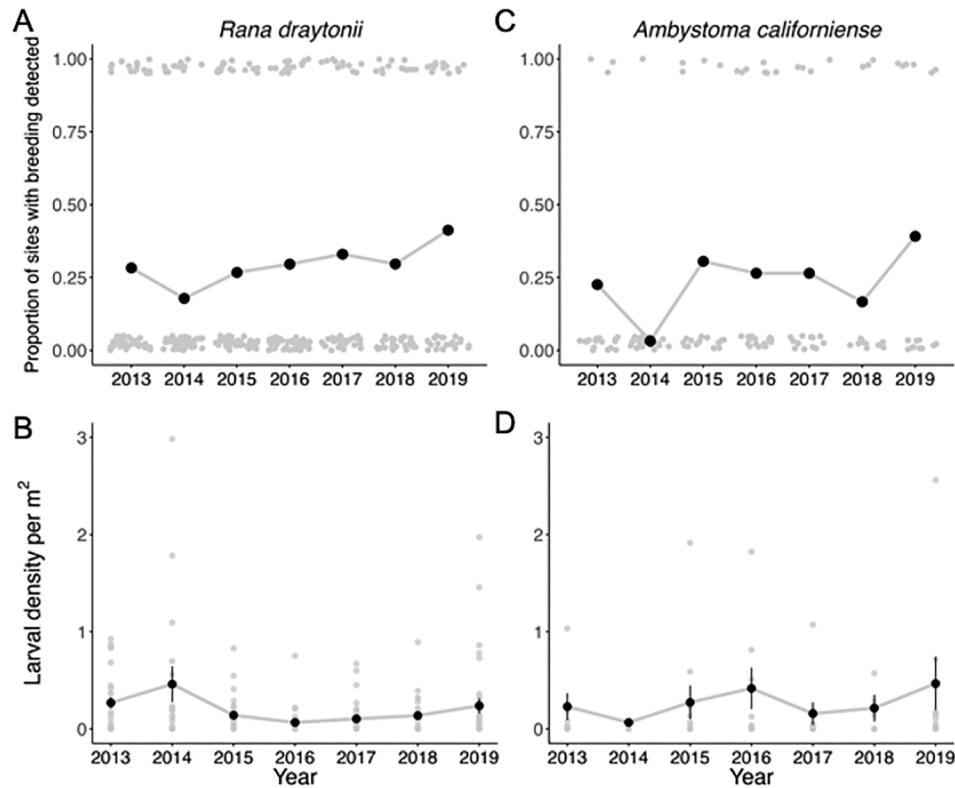 A
Rana draytonii
Proportion of sites with breeding detected
1.00
0.75
0.50
0.25
0.00
2013 2014 2015 2016 2017 2018 2019
C
Ambystoma californiense
1.00
0.75
0.50
0.25
0.00
2013 2014 2015 2016 2017 2018 2019
B
Larval density per m²
3
2
1
0
2013 2014 2015 2016 2017 2018 2019
Year
D
3
2
1
0
2013 2014 2015 2016 2017 2018 2019
Year